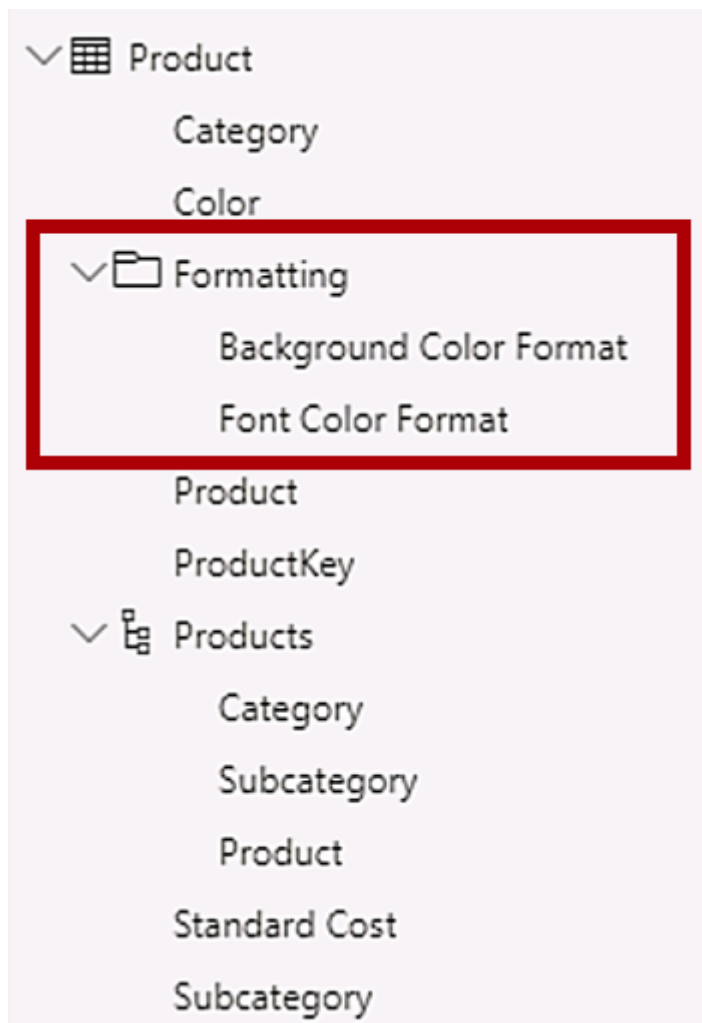 Product
Category
Color
Formatting
Background Color Format
Font Color Format
Product
ProductKey
Products
Category
Subcategory
Product
Standard Cost
Subcategory